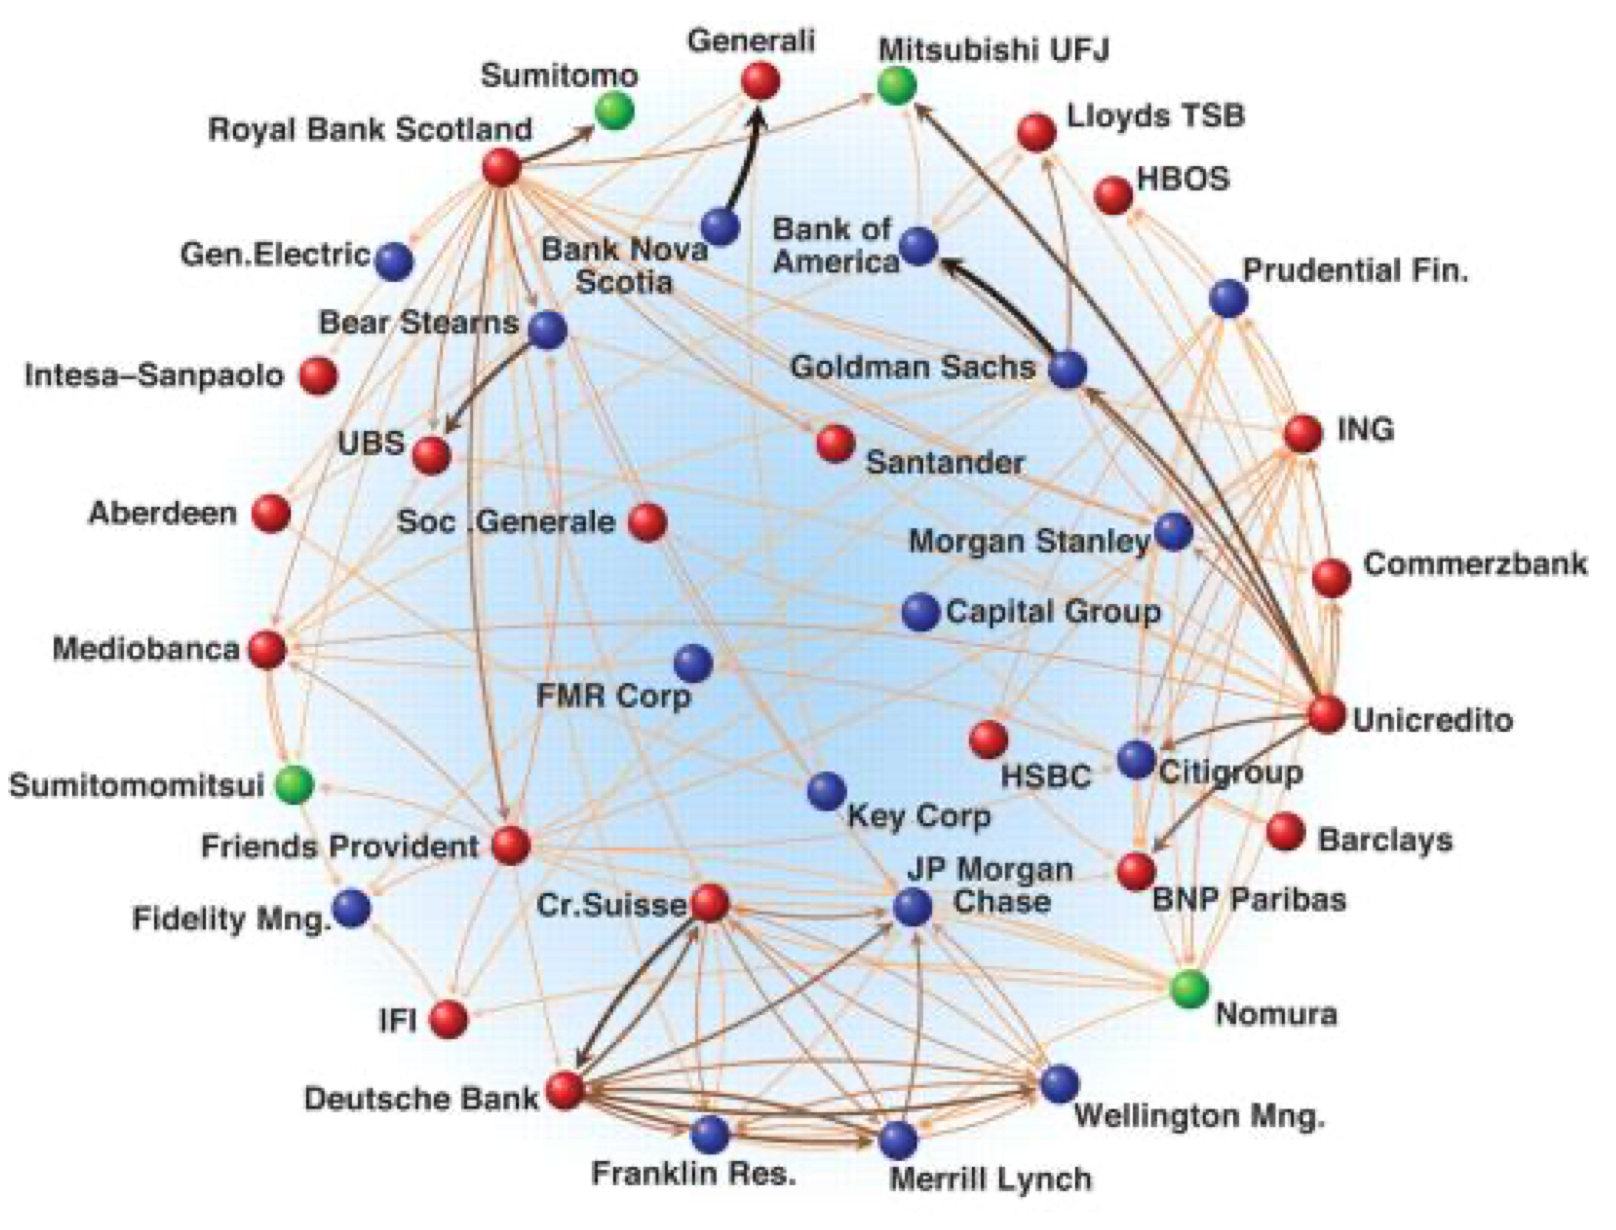 Generali
Mitsubishi UFJ
Sumitomo
Lloyds TSB
Royal Bank Scotland
HBOS
Bank Nova
Scotia
Bank of
America
Gen.Electric
Prudential Fin.
Bear Stearns
Goldman Sachs
Intesa–Sanpaolo
ING
UBS
Santander
Aberdeen
Soc .Generale
Morgan Stanley
Commerzbank
Capital Group
Mediobanca
FMR Corp
Unicredito
HSBC
Citigroup
Sumitomomitsui
Key Corp
Barclays
Friends Provident
JP Morgan
Chase
Cr.Suisse
BNP Paribas
Fidelity Mng.
IFI
Nomura
Deutsche Bank
Wellington Mng.
Franklin Res.
Merrill Lynch